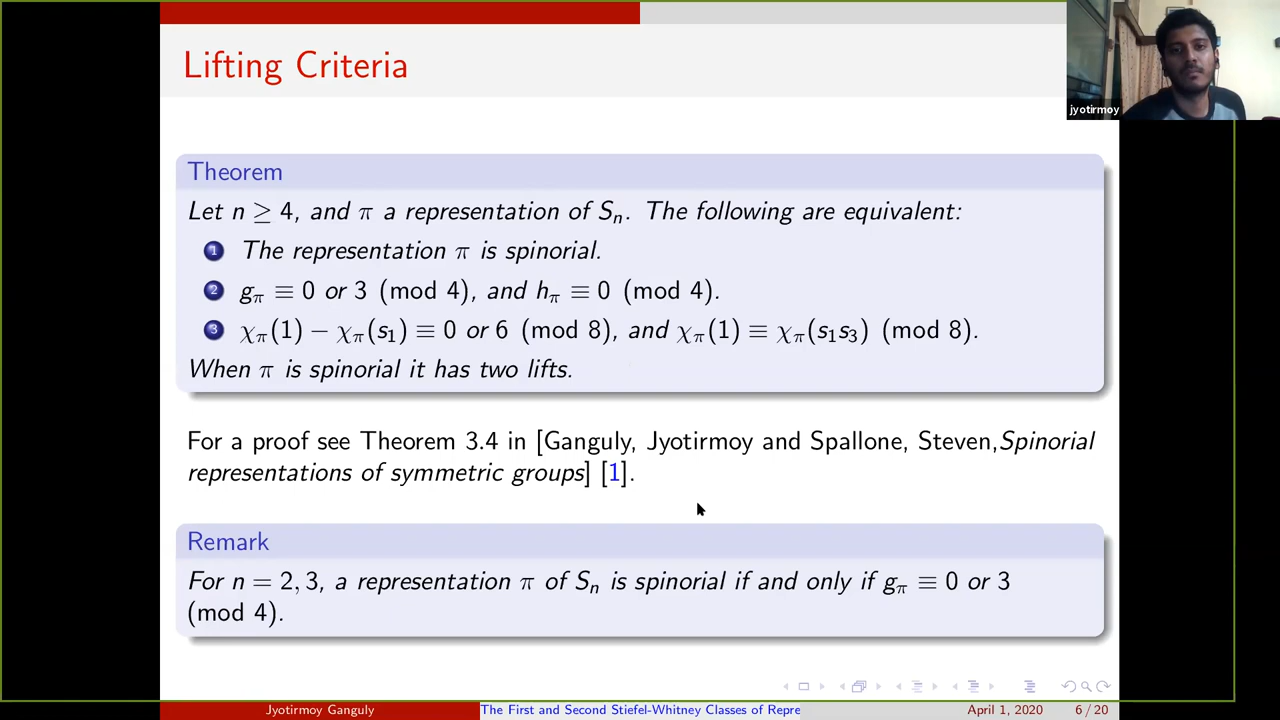 Lifting Criteria
jyotirmoy
Theorem
Let n ≥ 4, and π a representation of Sₙ. The following are equivalent:
1 The representation π is spinorial.
2 g_π ≡ 0 or 3 (mod 4), and h_π ≡ 0 (mod 4).
3 χ_π(1) − χ_π(s₁) ≡ 0 or 6 (mod 8), and χ_π(1) ≡ χ_π(s₁s₃) (mod 8).
When π is spinorial it has two lifts.
For a proof see Theorem 3.4 in [Ganguly, Jyotirmoy and Spallone, Steven,Spinorial
representations of symmetric groups] [1].
Remark
For n = 2, 3, a representation π of Sₙ is spinorial if and only if g_π ≡ 0 or 3
(mod 4).
Jyotirmoy Ganguly The First and Second Stiefel-Whitney Classes of Repre April 1, 2020 6 / 20